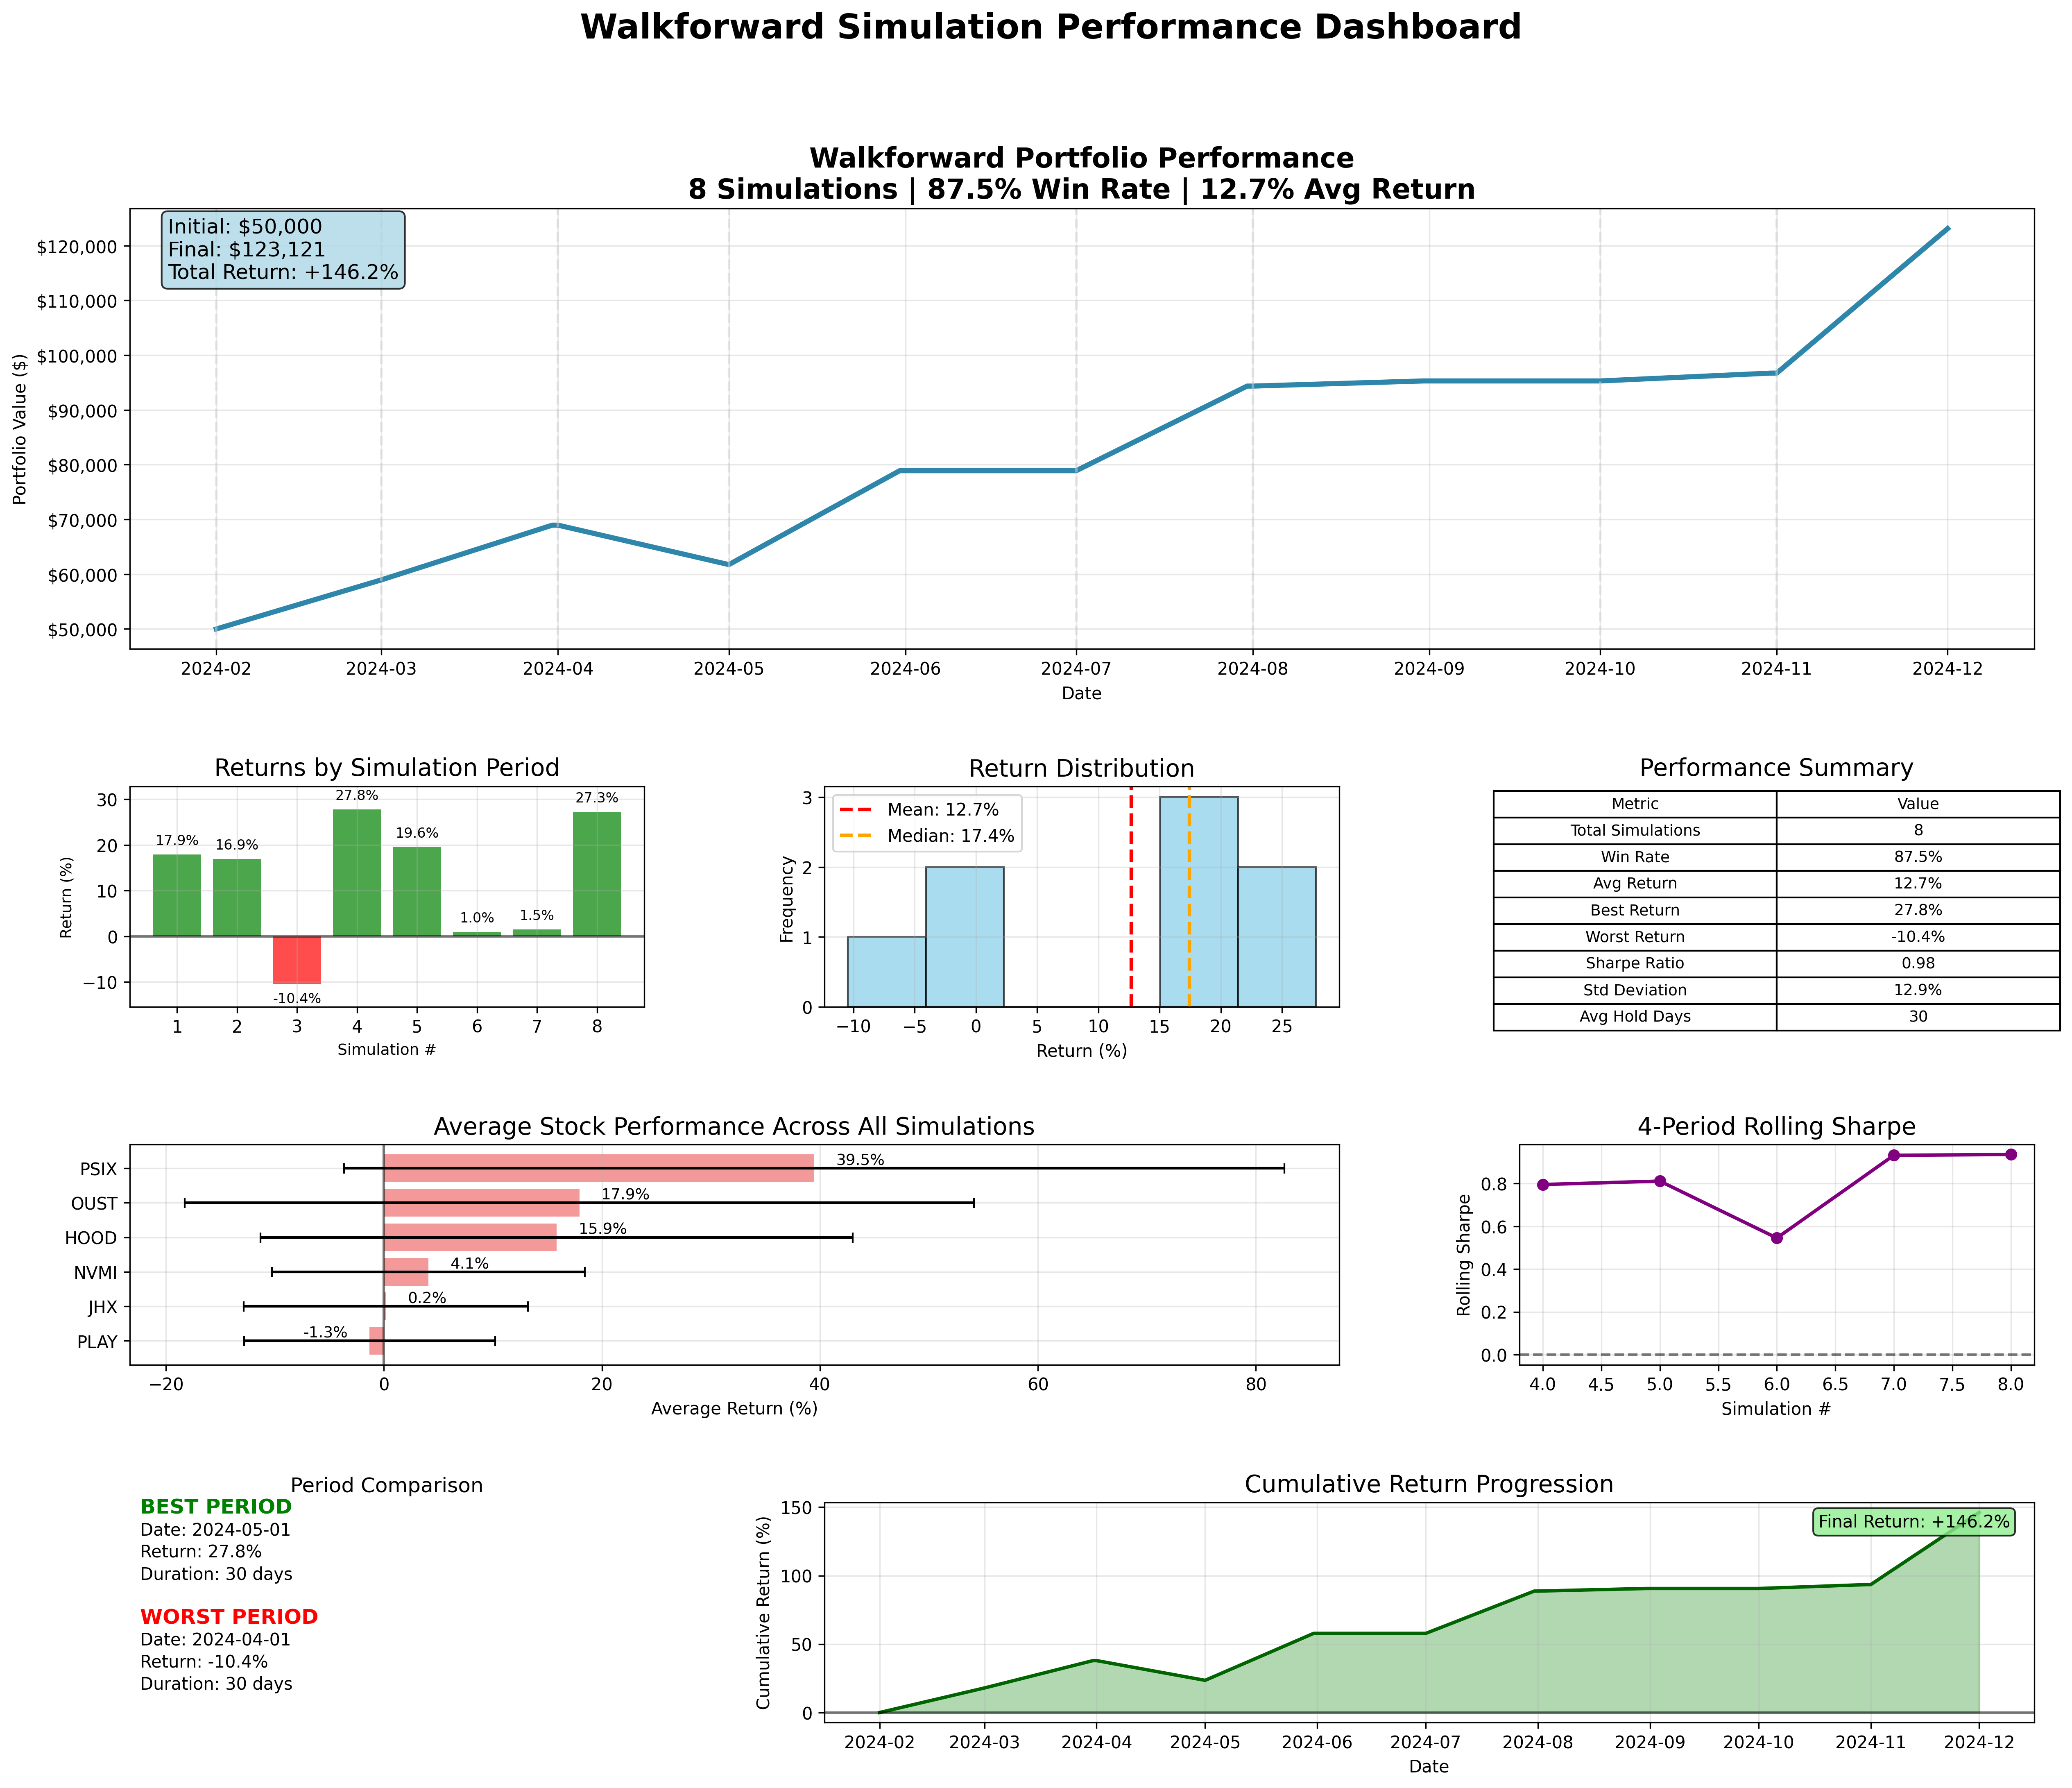 Walkforward Simulation Performance Dashboard
Walkforward Portfolio Performance
8 Simulations | 87.5% Win Rate | 12.7% Avg Return
Initial: $50,000
Final: $123,121
Total Return: +146.2%
Portfolio Value ($)
$120,000
$110,000
$100,000
$90,000
$80,000
$70,000
$60,000
$50,000
2024-02 2024-03 2024-04 2024-05 2024-06 2024-07 2024-08 2024-09 2024-10 2024-11 2024-12
Date
Returns by Simulation Period
Return (%)
30
20
10
0
−10
17.9% 16.9% -10.4% 27.8% 19.6% 1.0% 1.5% 27.3%
1 2 3 4 5 6 7 8
Simulation #
Return Distribution
Mean: 12.7%
Median: 17.4%
Frequency
3
2
1
0
−10 −5 0 5 10 15 20 25
Return (%)
Performance Summary
Metric Value
Total Simulations 8
Win Rate 87.5%
Avg Return 12.7%
Best Return 27.8%
Worst Return -10.4%
Sharpe Ratio 0.98
Std Deviation 12.9%
Avg Hold Days 30
Average Stock Performance Across All Simulations
PSIX 39.5%
OUST 17.9%
HOOD 15.9%
NVMI 4.1%
JHX 0.2%
PLAY -1.3%
−20 0 20 40 60 80
Average Return (%)
4-Period Rolling Sharpe
Rolling Sharpe
0.8
0.6
0.4
0.2
0.0
4.0 4.5 5.0 5.5 6.0 6.5 7.0 7.5 8.0
Simulation #
Period Comparison
BEST PERIOD
Date: 2024-05-01
Return: 27.8%
Duration: 30 days
WORST PERIOD
Date: 2024-04-01
Return: -10.4%
Duration: 30 days
Cumulative Return Progression
Final Return: +146.2%
Cumulative Return (%)
150
100
50
0
2024-02 2024-03 2024-04 2024-05 2024-06 2024-07 2024-08 2024-09 2024-10 2024-11 2024-12
Date